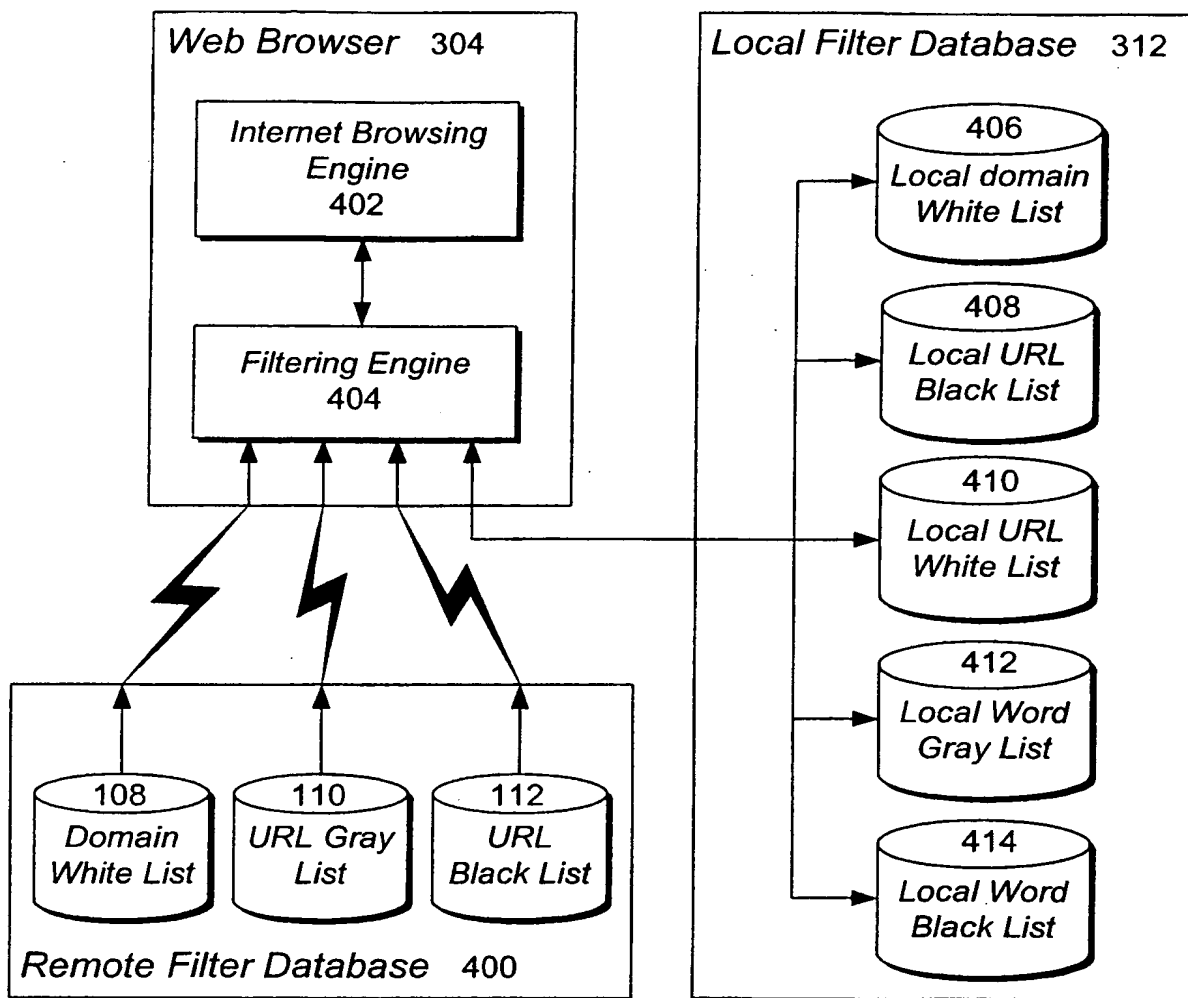 Web Browser 304
Internet Browsing
Engine
402
Filtering Engine
404
108
Domain
White List
110
URL Gray
List
112
URL
Black List
Remote Filter Database 400
Local Filter Database 312
406
Local domain
White List
408
Local URL
Black List
410
Local URL
White List
412
Local Word
Gray List
414
Local Word
Black List